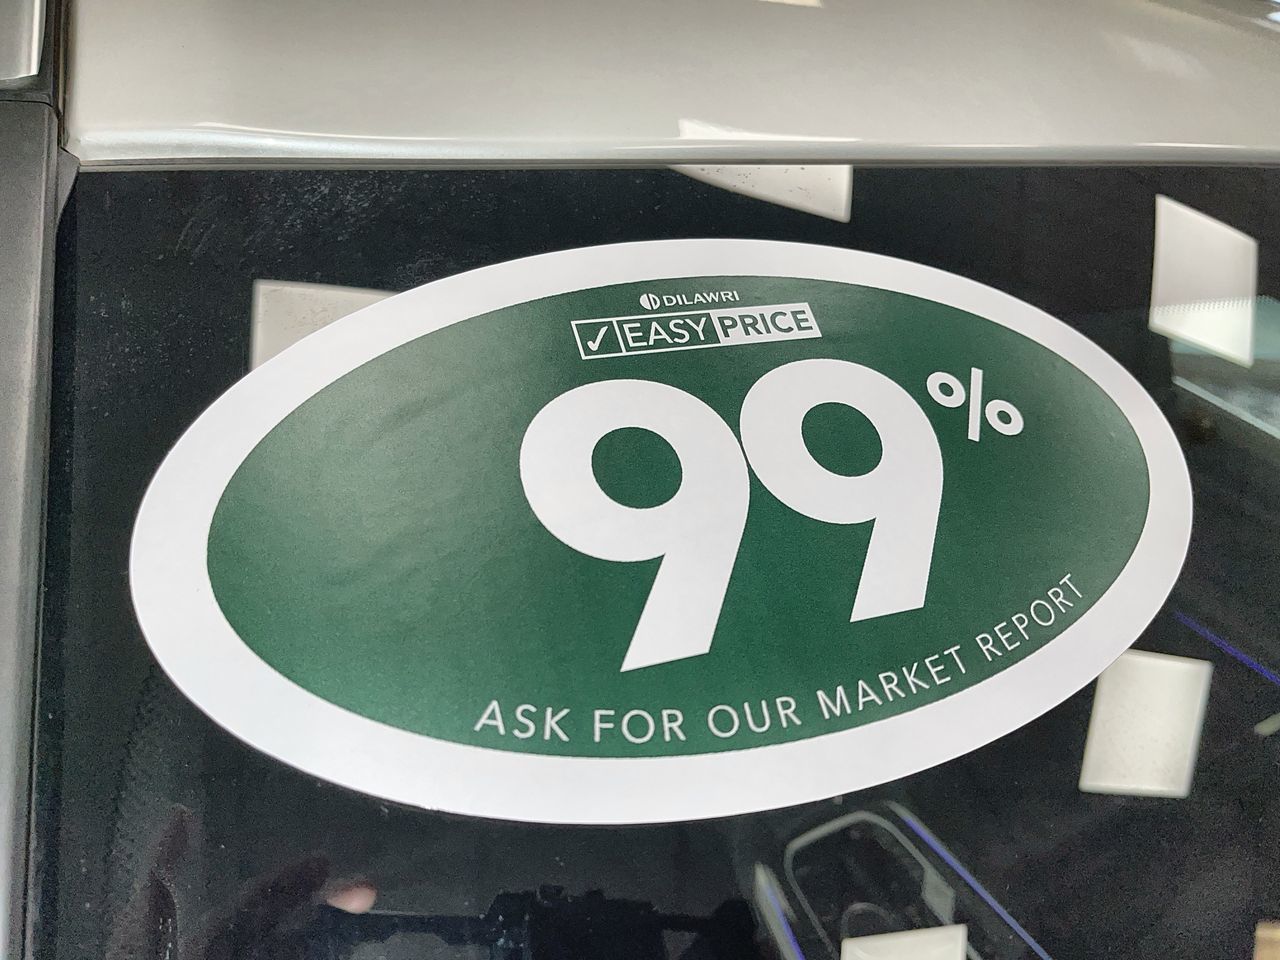 DILAWRI
✓ EASY PRICE
99%
ASK FOR OUR MARKET REPORT